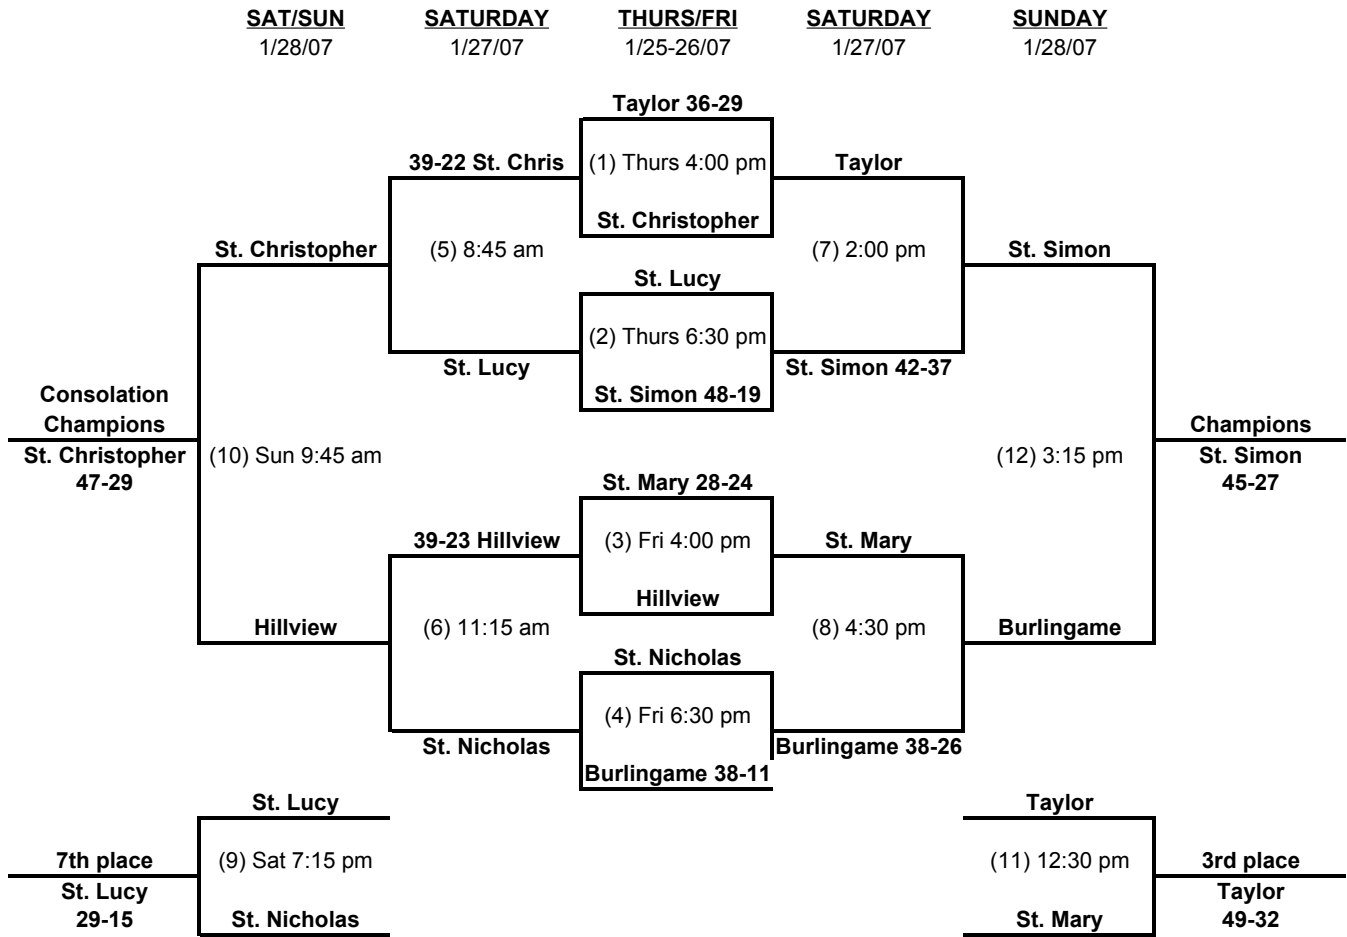 SAT/SUN SATURDAY THURS/FRI SATURDAY SUNDAY
1/28/07 1/27/07 1/25-26/07 1/27/07 1/28/07
Taylor 36-29
39-22 St. Chris (1) Thurs 4:00 pm Taylor
St. Christopher
St. Christopher (5) 8:45 am (7) 2:00 pm St. Simon
St. Lucy
(2) Thurs 6:30 pm
St. Lucy St. Simon 42-37
Consolation St. Simon 48-19
Champions Champions
St. Christopher (10) Sun 9:45 am (12) 3:15 pm St. Simon
47-29 St. Mary 28-24 45-27
39-23 Hillview (3) Fri 4:00 pm St. Mary
Hillview
Hillview (6) 11:15 am (8) 4:30 pm Burlingame
St. Nicholas
(4) Fri 6:30 pm
St. Nicholas Burlingame 38-26
Burlingame 38-11
St. Lucy Taylor
7th place (9) Sat 7:15 pm (11) 12:30 pm 3rd place
St. Lucy Taylor
29-15 St. Nicholas St. Mary 49-32